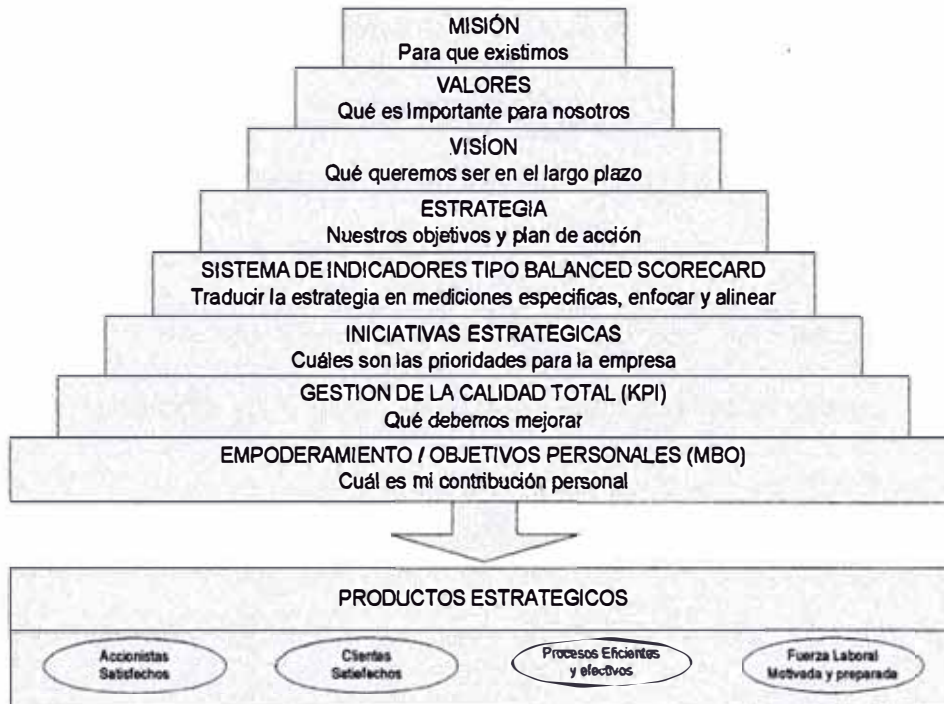 MISIÓN
Para que existimos
VALORES
Qué es Importante para nosotros
VISÍON
Qué queremos ser en el largo plazo
ESTRATEGIA
Nuestros objetivos y plan de acción
SISTEMA DE INDICADORES TIPO BALANCED SCORECARD
Traducir la estrategia en mediciones especificas, enfocar y alinear
INICIATIVAS ESTRATEGICAS
Cuáles son las prioridades para la empresa
GESTION DE LA CALIDAD TOTAL (KPI)
Qué debemos mejorar
EMPODERAMIENTO / OBJETIVOS PERSONALES (MBO)
Cuál es mi contribución personal
PRODUCTOS ESTRATEGICOS
Accionistas
Satisfechos
Clientes
Satisfechos
Procesos Eficientes
y efectivos
Fuerza Laboral
Motivada y preparada